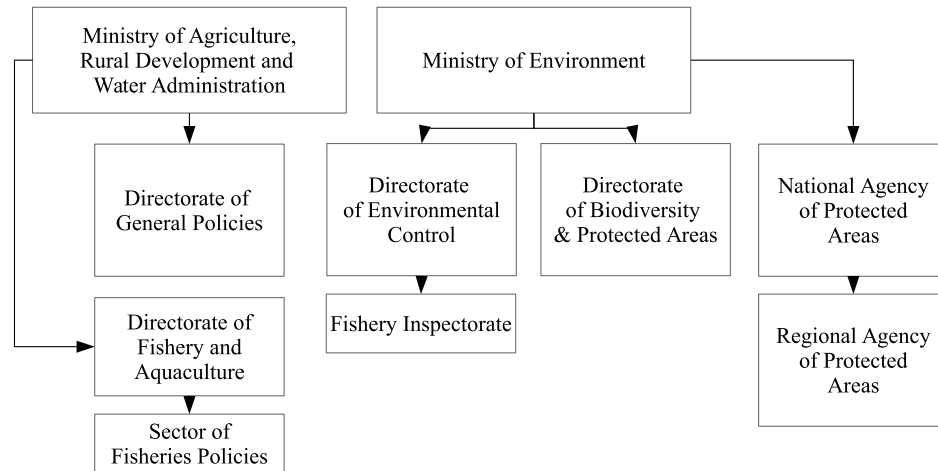 Ministry of Agriculture,
Rural Development and
Water Administration
Ministry of Environment
Directorate of
General Policies
Directorate
of Environmental
Control
Directorate
of Biodiversity
& Protected Areas
National Agency
of Protected
Areas
Directorate of
Fishery and
Aquaculture
Fishery Inspectorate
Regional Agency
of Protected
Areas
Sector of
Fisheries Policies